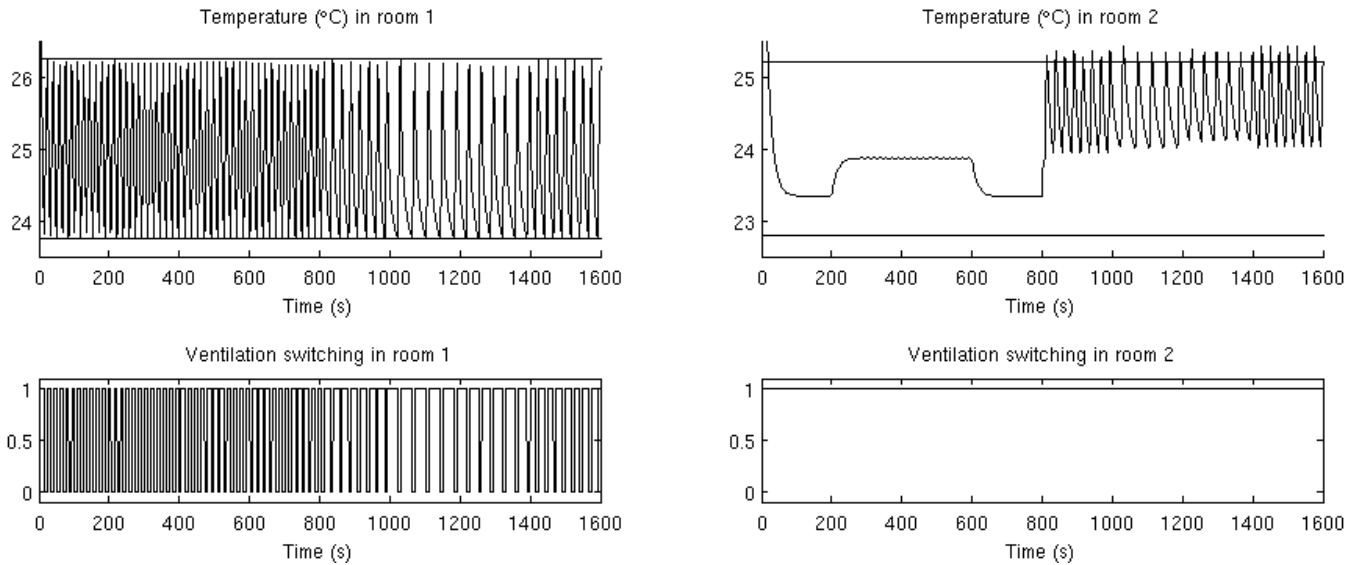 Temperature (°C) in room 1
26
25
24
0 200 400 600 800 1000 1200 1400 1600
Time (s)
Temperature (°C) in room 2
25
24
23
0 200 400 600 800 1000 1200 1400 1600
Time (s)
Ventilation switching in room 1
1
0.5
0
0 200 400 600 800 1000 1200 1400 1600
Time (s)
Ventilation switching in room 2
1
0.5
0
0 200 400 600 800 1000 1200 1400 1600
Time (s)